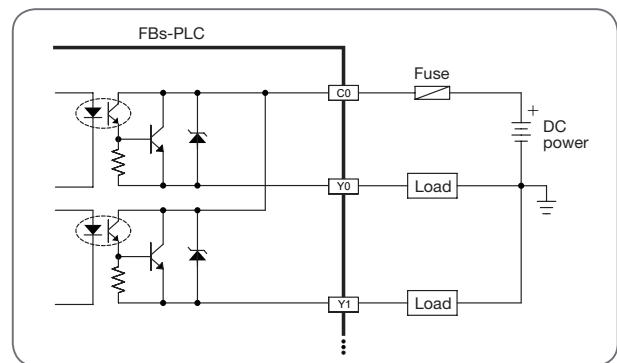 FBs-PLC
C0
Fuse
+
DC
power
Y0
Load
Y1
Load